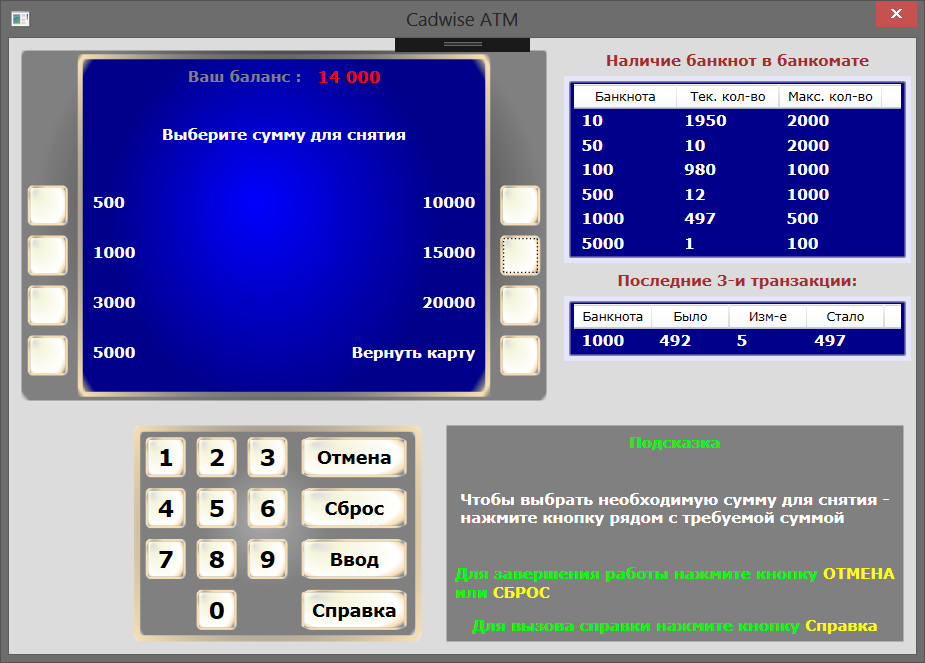 Cadwise ATM
Ваш баланс : 14 000
Выберите сумму для снятия
500 10000
1000 15000
3000 20000
5000 Вернуть карту
Наличие банкнот в банкомате
Банкнота Тек. кол-во Макс. кол-во
10 1950 2000
50 10 2000
100 980 1000
500 12 1000
1000 497 500
5000 1 100
Последние 3-и транзакции:
Банкнота Было Изм-е Стало
1000 492 5 497
1 2 3 Отмена
4 5 6 Сброс
7 8 9 Ввод
0 Справка
Подсказка
Чтобы выбрать необходимую сумму для снятия -
нажмите кнопку рядом с требуемой суммой
Для завершения работы нажмите кнопку ОТМЕНА
или СБРОС
Для вызова справки нажмите кнопку Справка